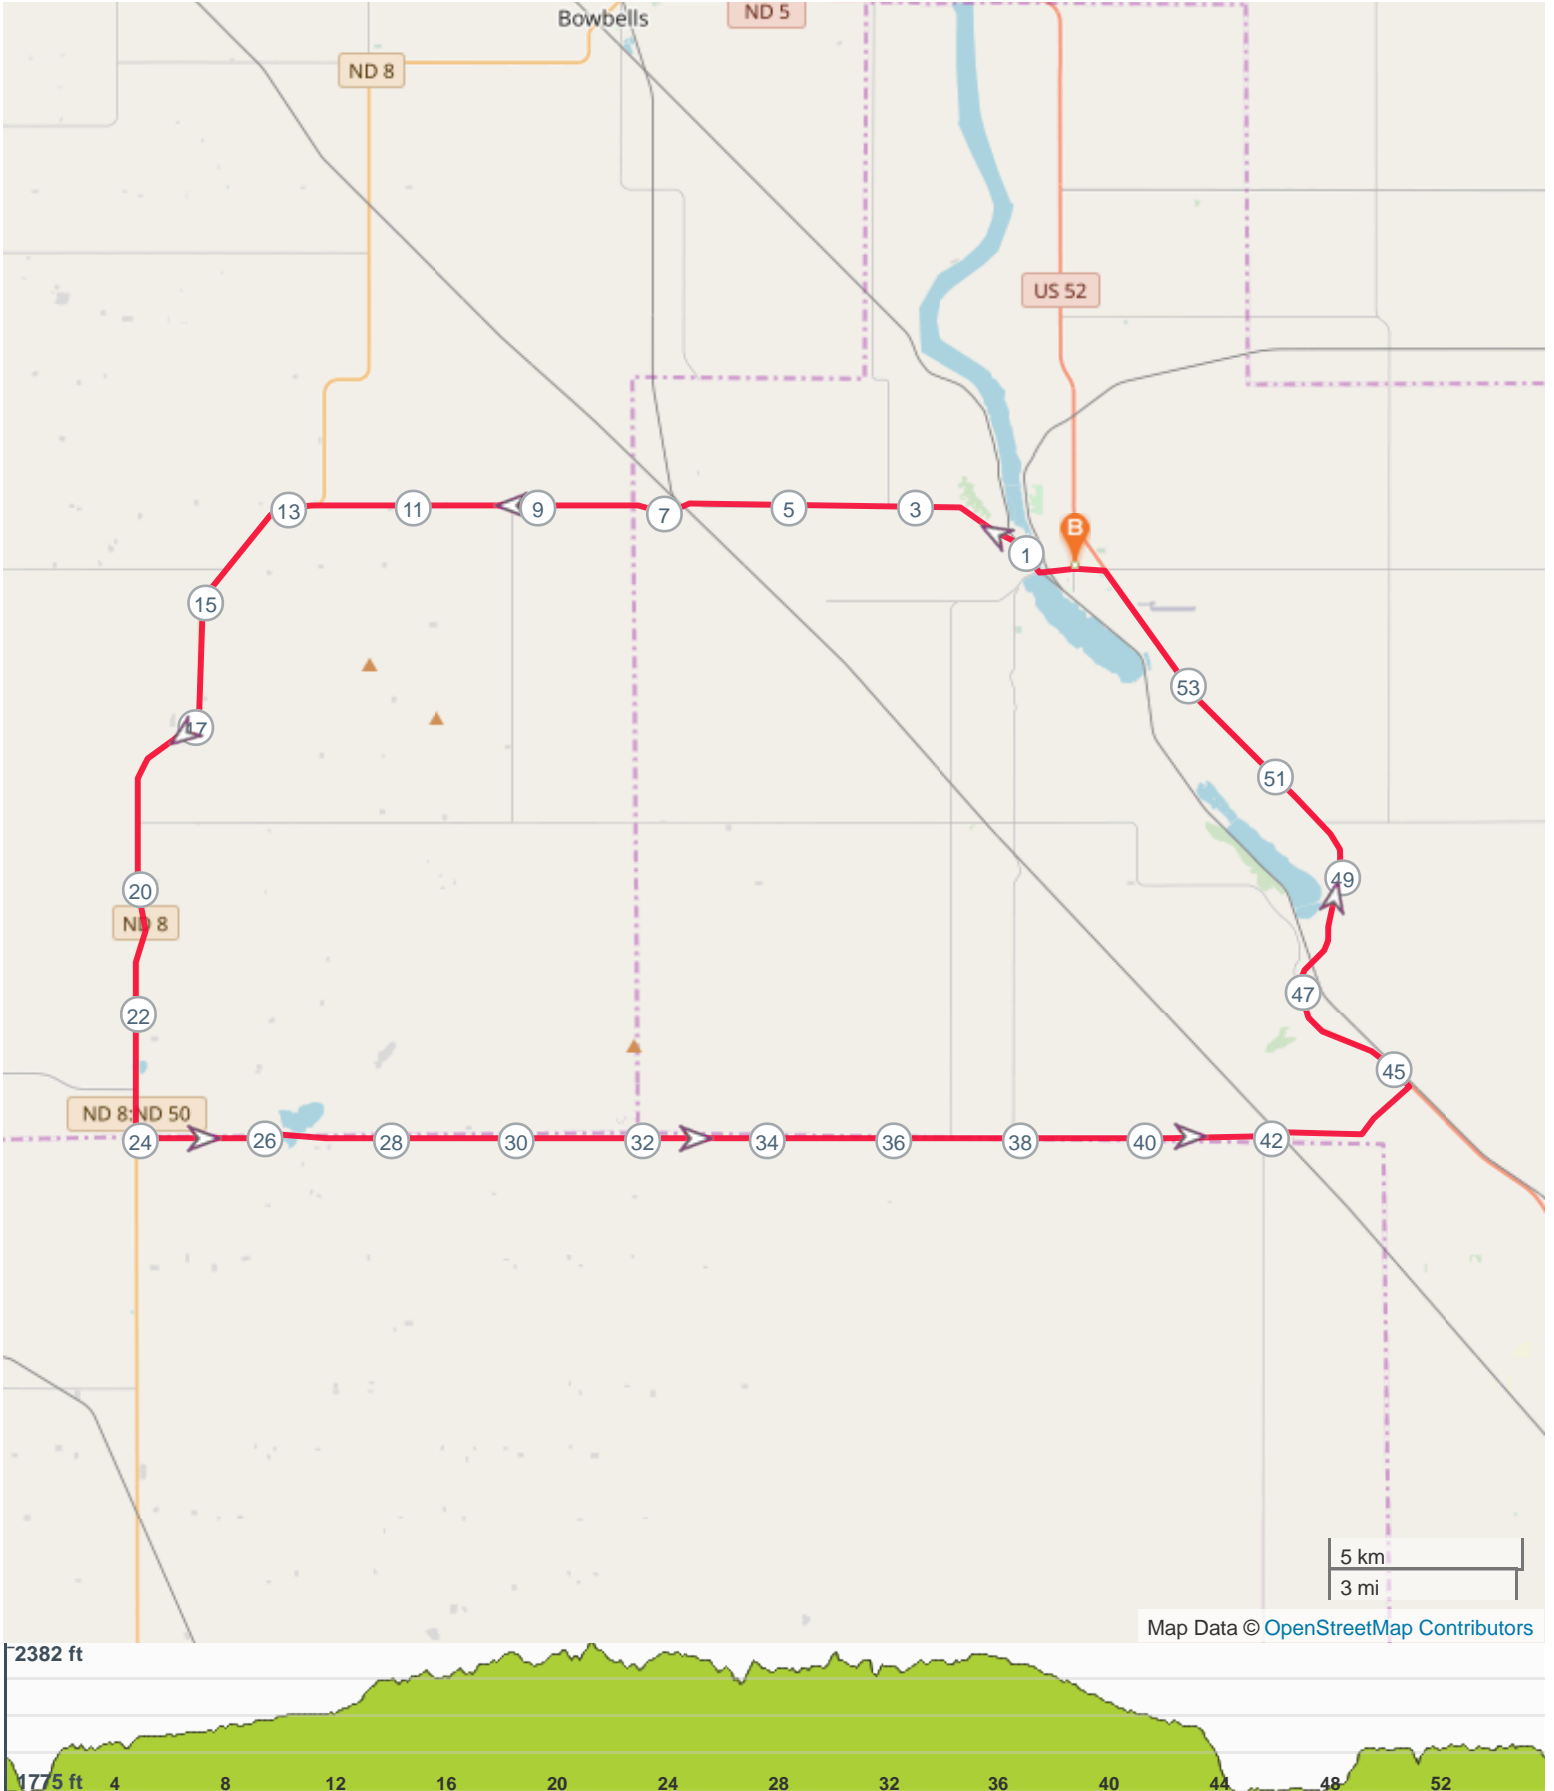 Bowbells
ND 5
ND 8
US 52
B
1
3
5
7
9
11
13
15
17
53
51
49
20
ND 8
47
22
45
ND 8;ND 50
24
26
28
30
32
34
36
38
40
42
5 km
3 mi
Map Data © OpenStreetMap Contributors
2382 ft
1775 ft 4 8 12 16 20 24 28 32 36 40 44 48 52